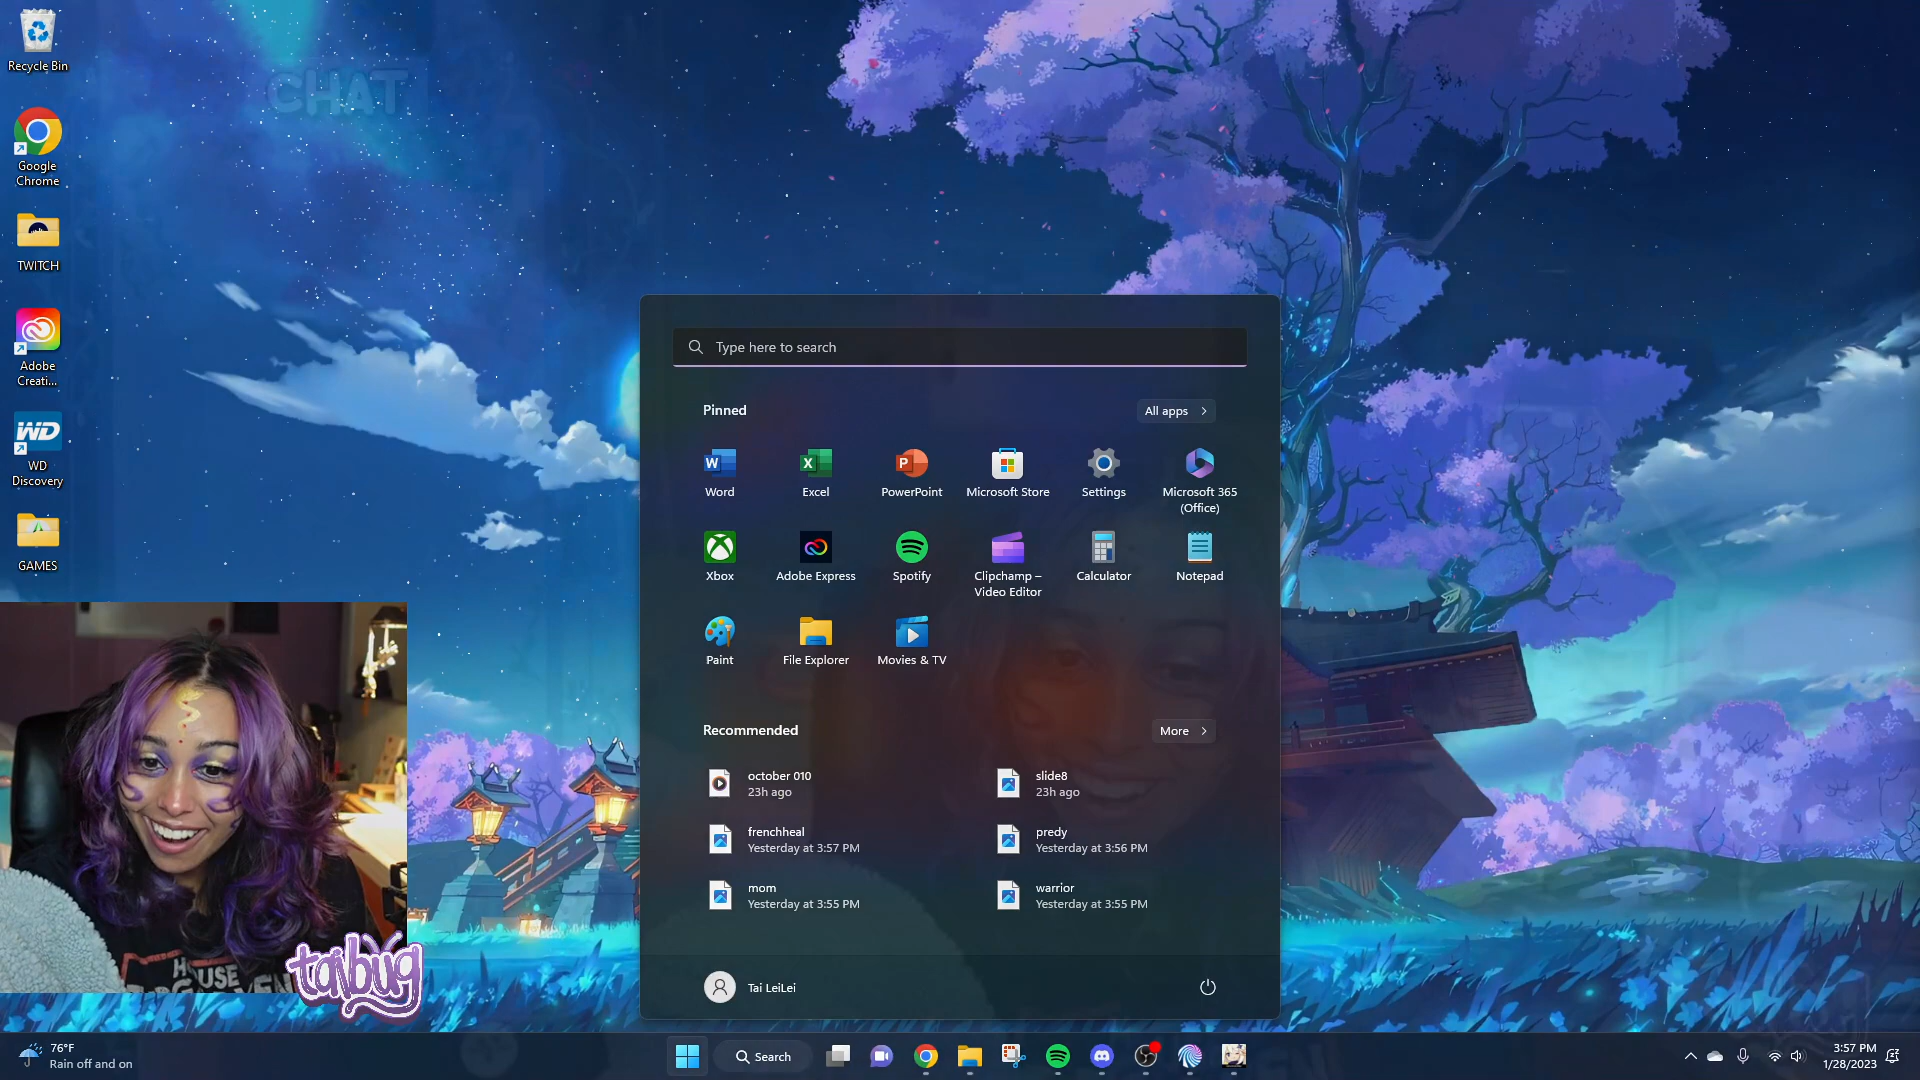 Recycle Bin
CHAT
Google
Chrome
TWITCH
Adobe
Creati...
WD
WD
Discovery
GAMES
Type here to search
Pinned
All apps
Word
Excel
PowerPoint
Microsoft Store
Settings
Microsoft 365
(Office)
Xbox
Adobe Express
Spotify
Clipchamp –
Video Editor
Calculator
Notepad
Paint
File Explorer
Movies & TV
Recommended
More
october 010
23h ago
slide8
23h ago
frenchheal
Yesterday at 3:57 PM
predy
Yesterday at 3:56 PM
mom
Yesterday at 3:55 PM
warrior
Yesterday at 3:55 PM
Tai LeiLei
taibug
76°F
Rain off and on
Search
3:57 PM
1/28/2023